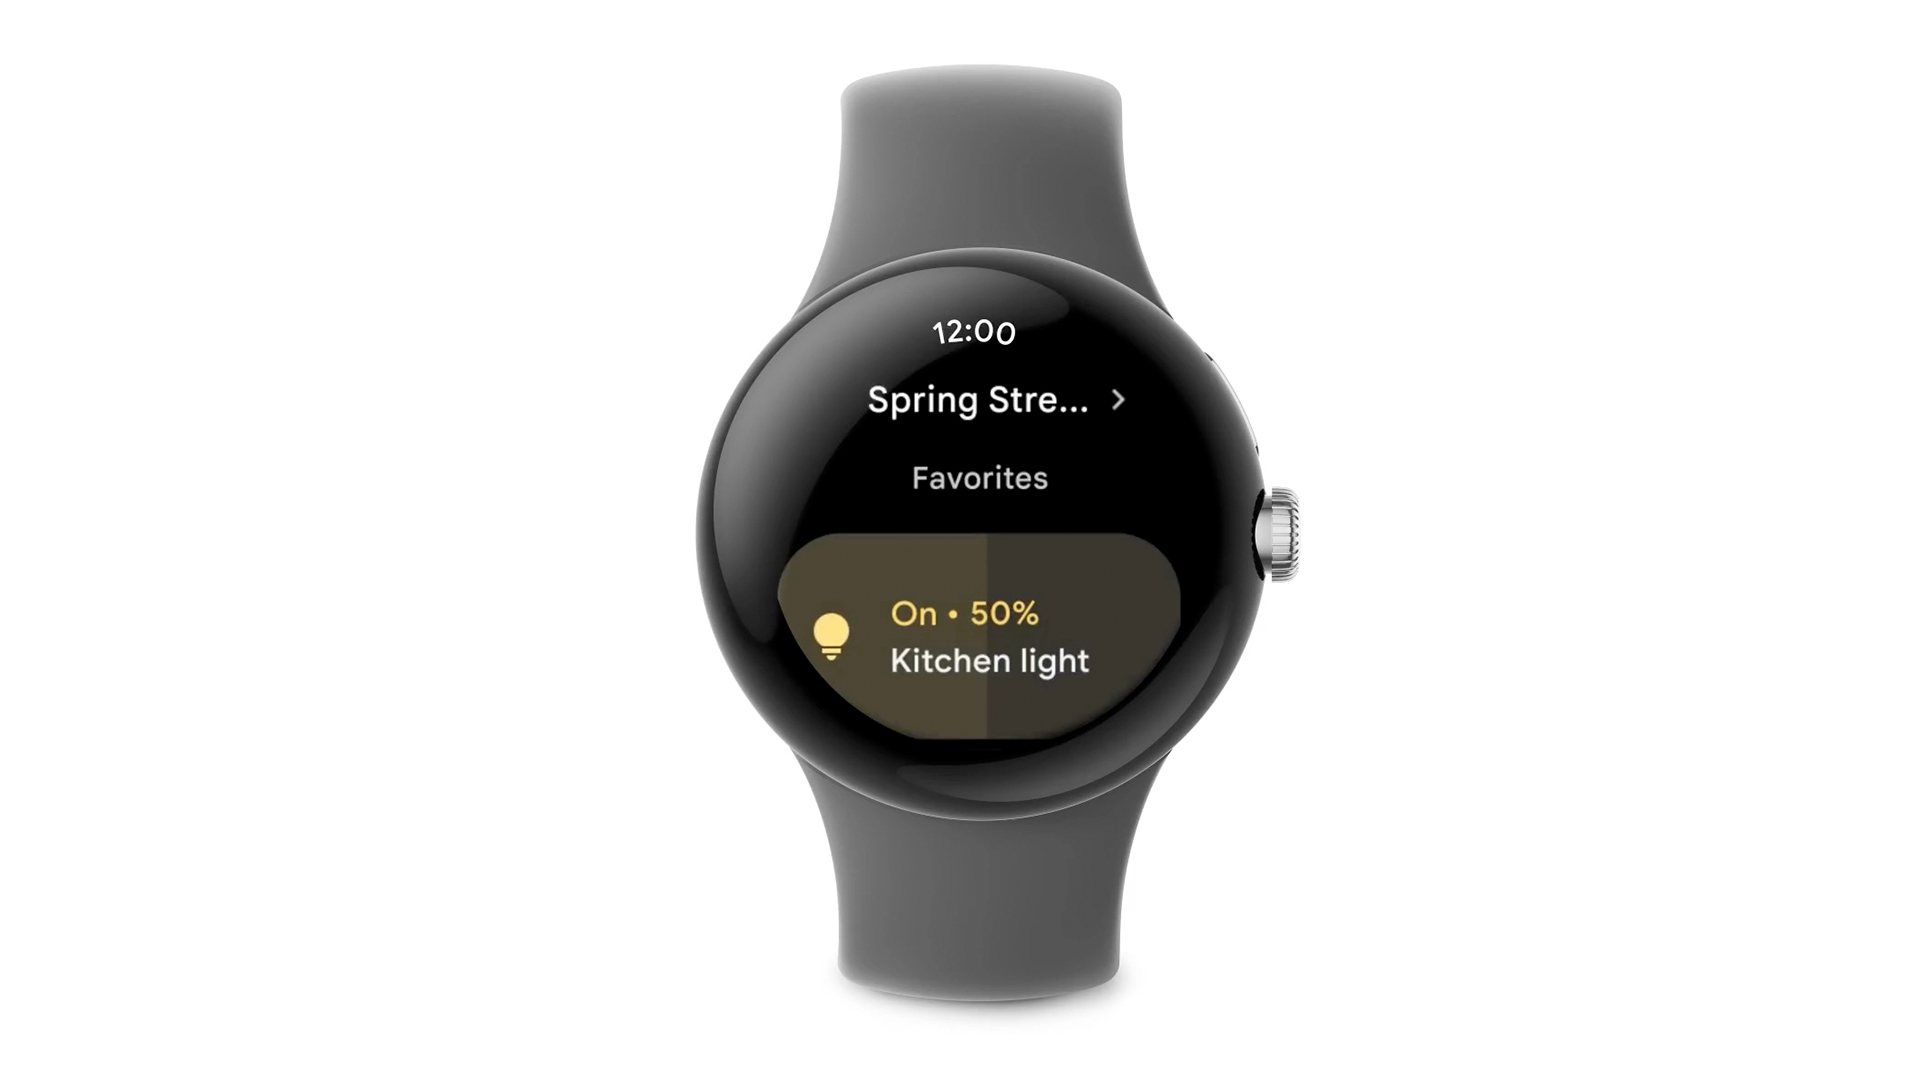 12:00
Spring Stre... >
Favorites
On • 50%
Kitchen light